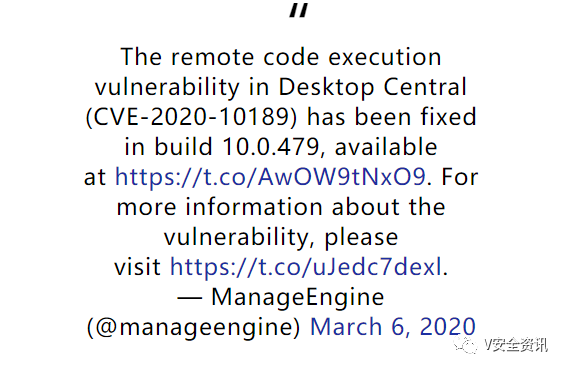 “
The remote code execution
vulnerability in Desktop Central
(CVE-2020-10189) has been fixed
in build 10.0.479, available
at https://t.co/AwOW9tNxO9. For
more information about the
vulnerability, please
visit https://t.co/uJedc7dexl.
— ManageEngine
(@manageengine) March 6, 2020
V安全资讯